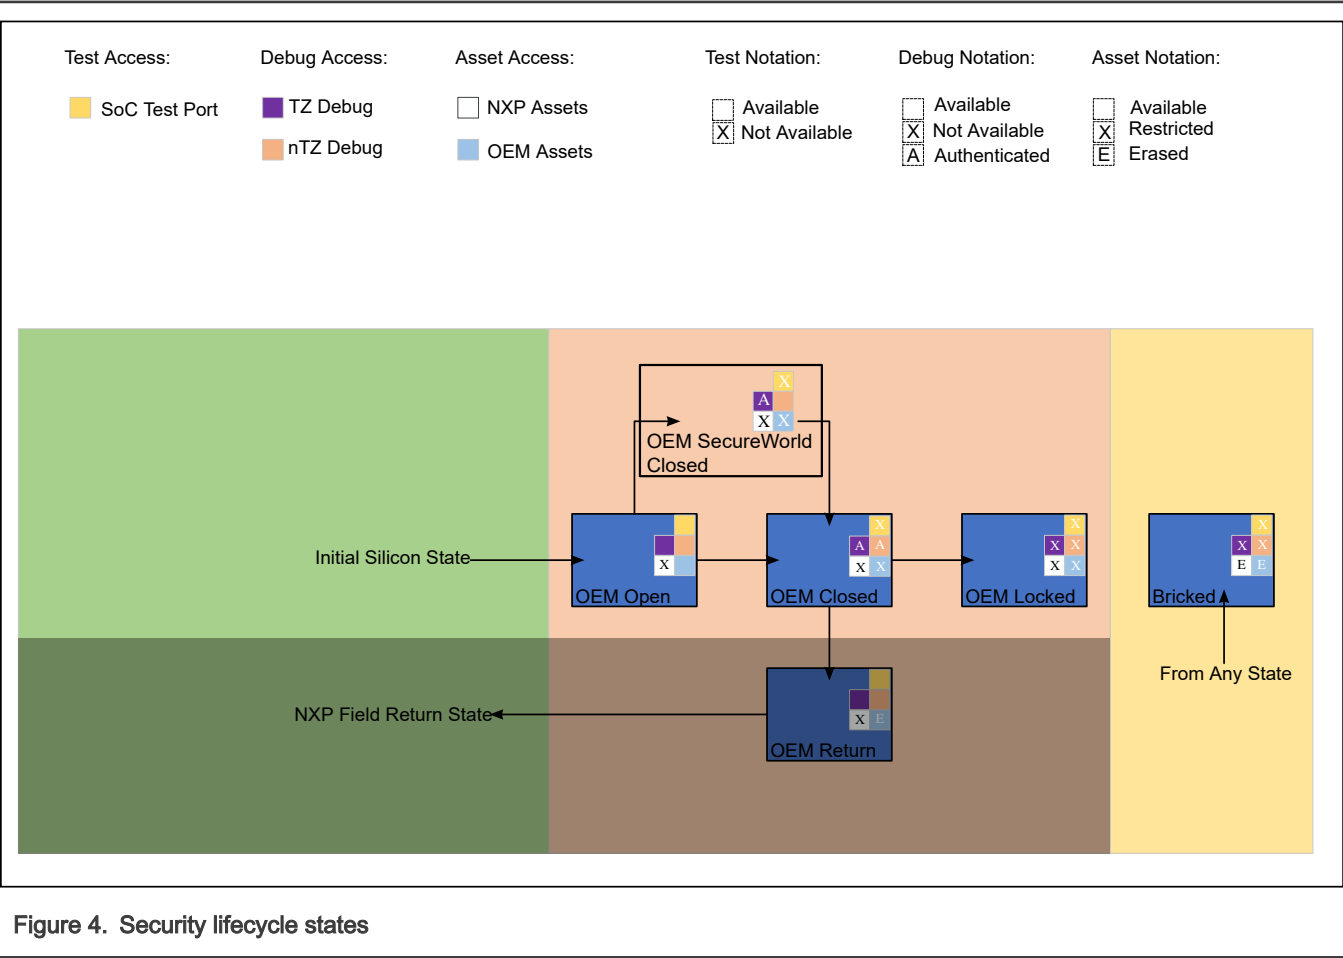 Test Access:
Debug Access:
Asset Access:
Test Notation:
Debug Notation:
Asset Notation:
SoC Test Port
TZ Debug
NXP Assets
Available
Available
Available
nTZ Debug
OEM Assets
X Not Available
X Not Available
X Restricted
A Authenticated
E Erased
X
A
X X
OEM SecureWorld
Closed
Initial Silicon State
X
OEM Open
X
A A
X X
OEM Closed
X
X X
X X
OEM Locked
X
X X
E E
Bricked
From Any State
NXP Field Return State
X E
OEM Return
Figure 4. Security lifecycle states